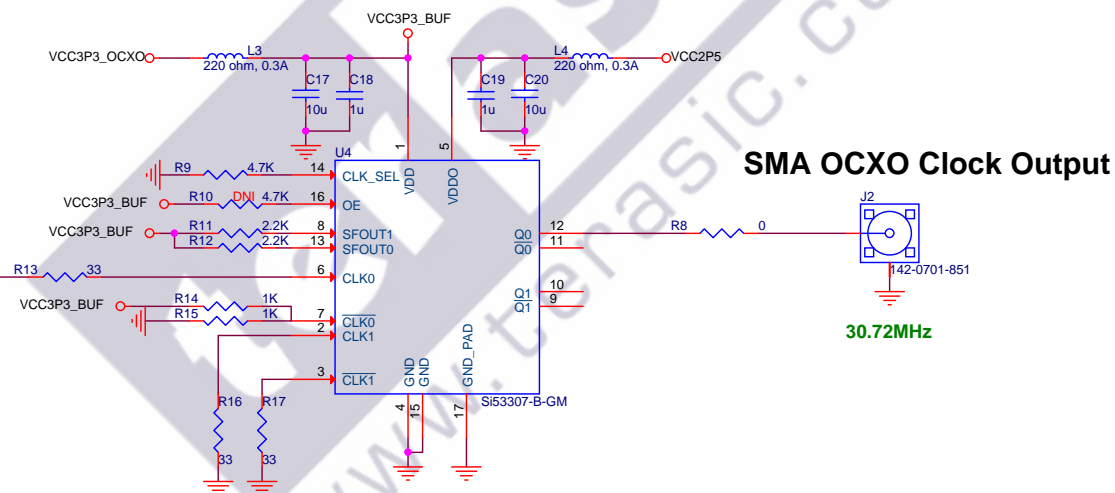 VCC3P3_BUF
VCC3P3_OCXO
L3
220 ohm, 0.3A
L4
220 ohm, 0.3A
VCC2P5
C17
10u
C18
1u
C19
1u
C20
10u
SMA OCXO Clock Output
U4
1
VDD
5
VDDO
R9
4.7K
14
CLK_SEL
VCC3P3_BUF
R10
DNI
4.7K
16
OE
VCC3P3_BUF
R11
2.2K
8
SFOUT1
R12
2.2K
13
SFOUT0
R13
33
6
CLK0
VCC3P3_BUF
R14
1K
R15
1K
7
CLK0
2
CLK1
3
CLK1
R16
33
R17
33
12
Q0
11
Q0
10
Q1
9
Q1
R8
0
J2
142-0701-851
30.72MHz
GND
GND
GND_PAD
4
15
17
Si53307-B-GM
www.terasic.c